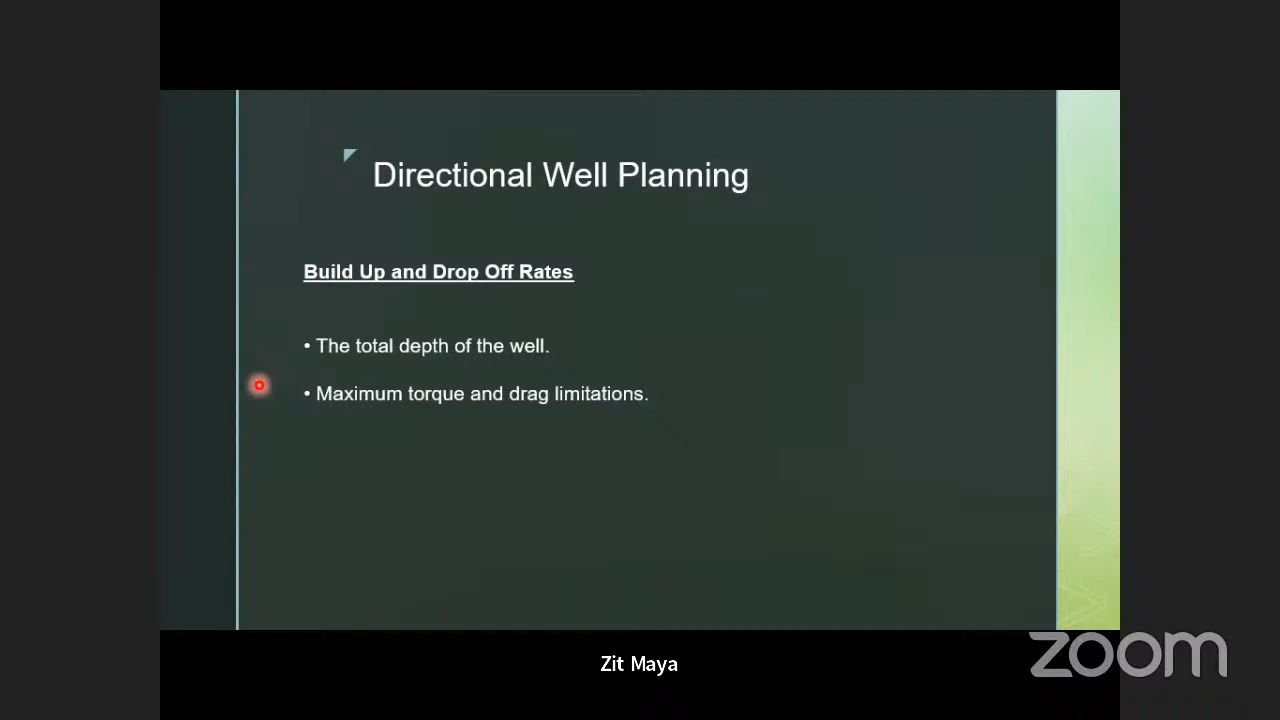 Directional Well Planning
Build Up and Drop Off Rates
• The total depth of the well.
• Maximum torque and drag limitations.
Zit Maya
zoom